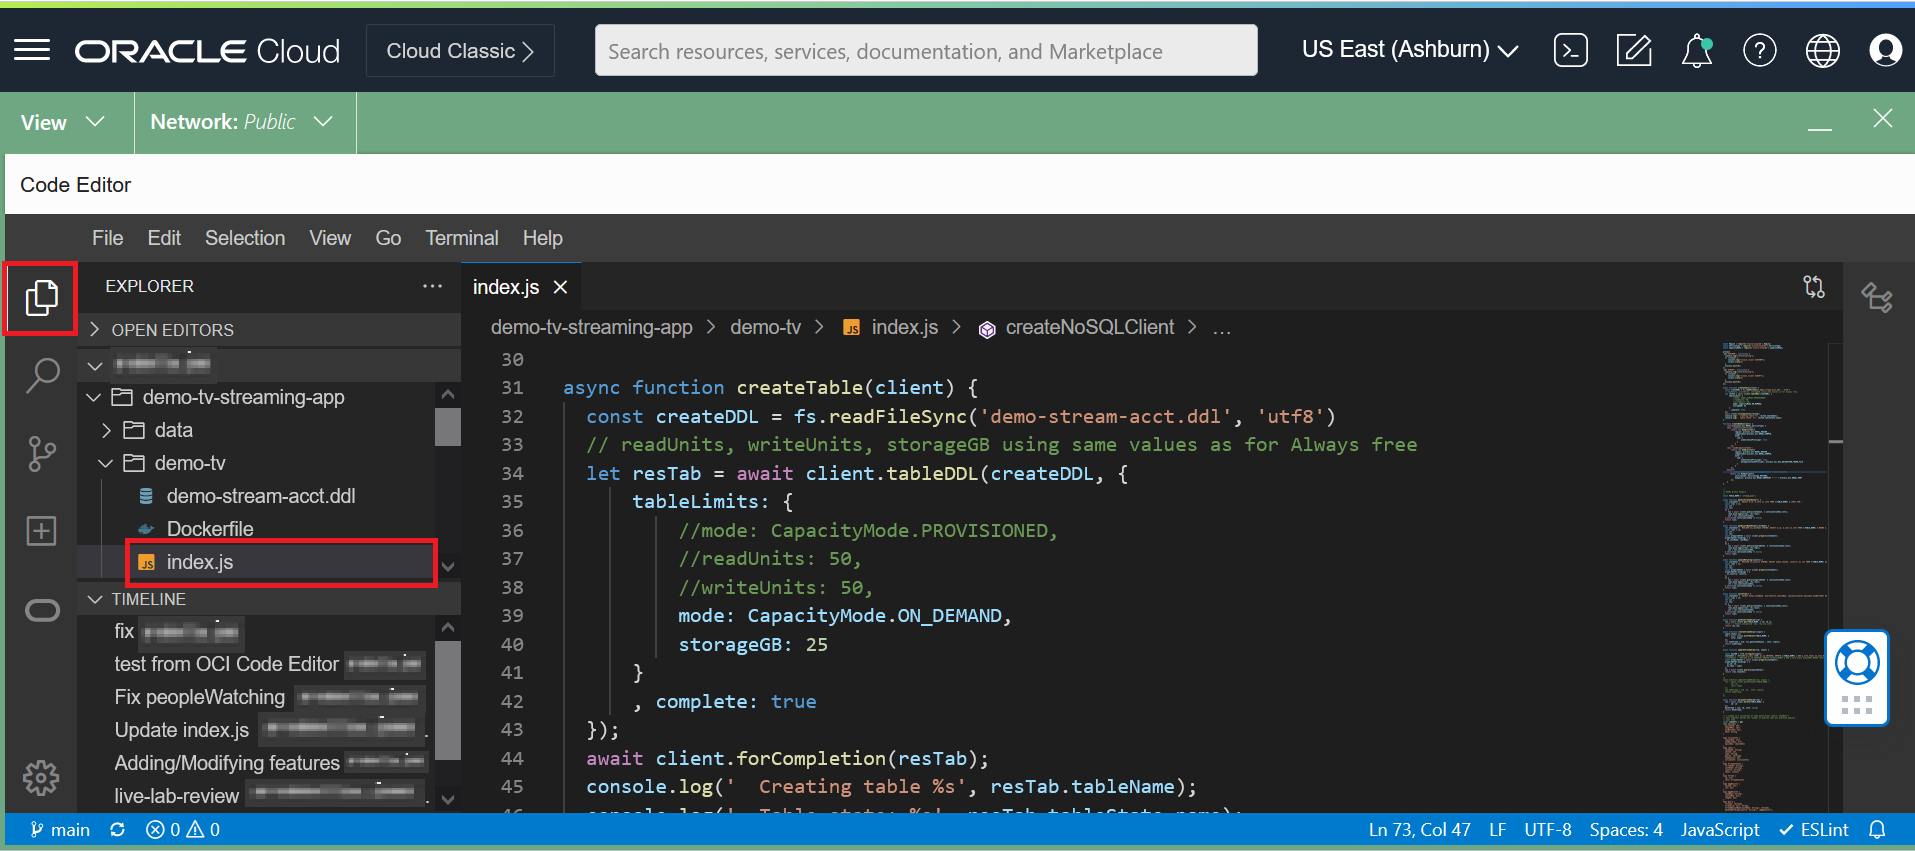 ORACLE Cloud
Cloud Classic
Search resources, services, documentation, and Marketplace
US East (Ashburn)
View
Network: Public
Code Editor
File Edit Selection View Go Terminal Help
EXPLORER
OPEN EDITORS
demo-tv-streaming-app
data
demo-tv
demo-stream-acct.ddl
Dockerfile
JS index.js
TIMELINE
fix
test from OCI Code Editor
Fix peopleWatching
Update index.js
Adding/Modifying features
live-lab-review
index.js
demo-tv-streaming-app > demo-tv > JS index.js > createNoSQLClient > ...
30
31 async function createTable(client) {
32 const createDDL = fs.readFileSync('demo-stream-acct.ddl', 'utf8')
33 // readUnits, writeUnits, storageGB using same values as for Always free
34 let resTab = await client.tableDDL(createDDL, {
35 tableLimits: {
36 //mode: CapacityMode.PROVISIONED,
37 //readUnits: 50,
38 //writeUnits: 50,
39 mode: CapacityMode.ON_DEMAND,
40 storageGB: 25
41 }
42 , complete: true
43 });
44 await client.forCompletion(resTab);
45 console.log('  Creating table %s', resTab.tableName);
main 0 0 Ln 73, Col 47 LF UTF-8 Spaces: 4 JavaScript ESLint